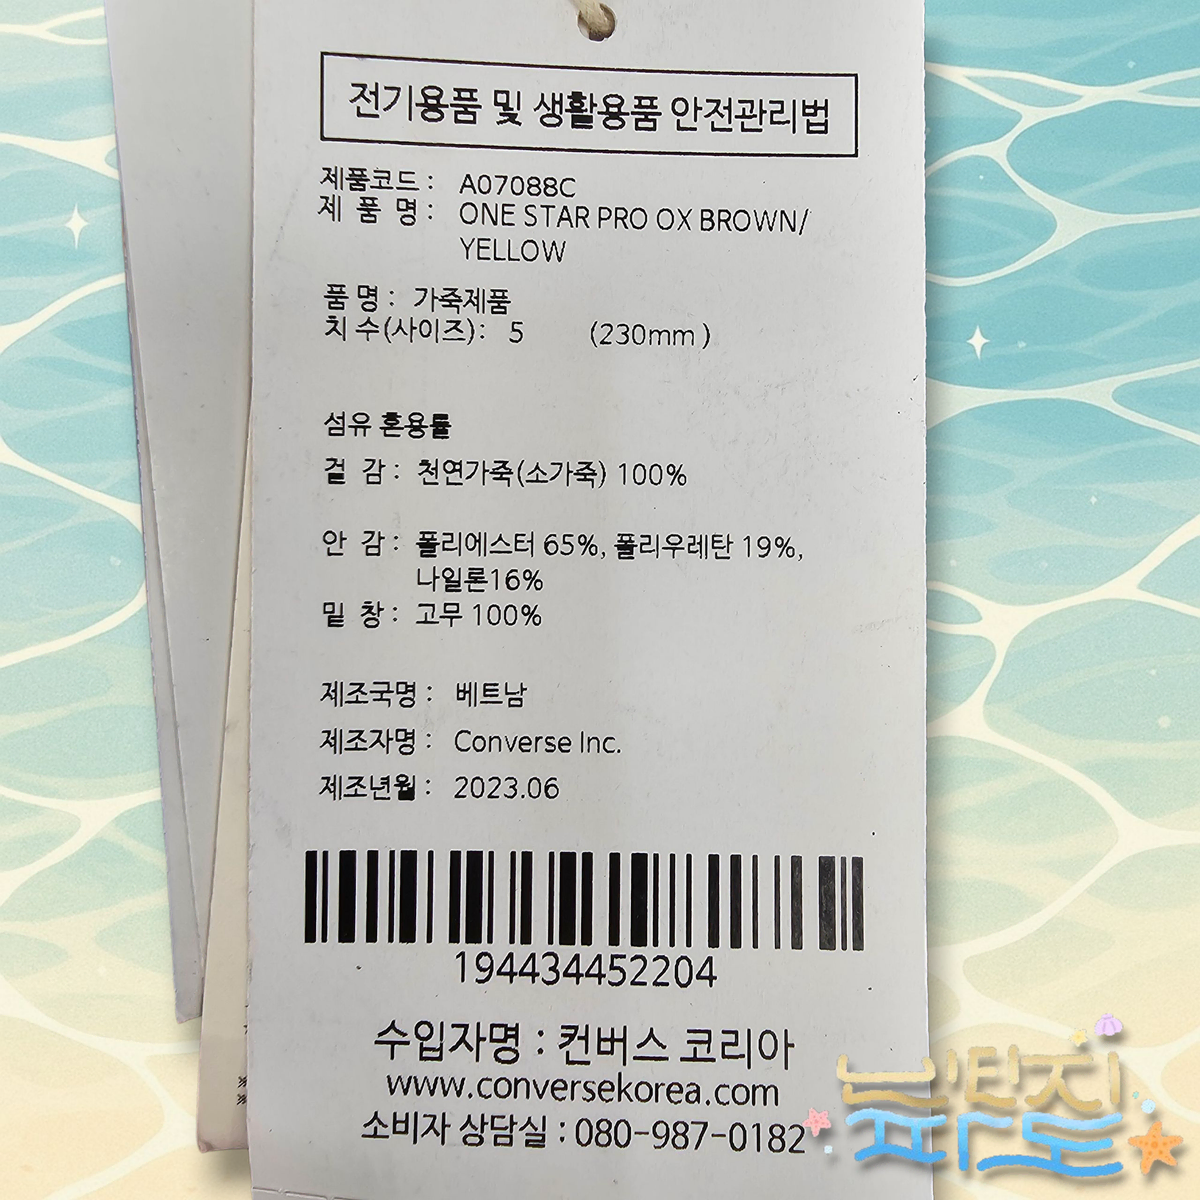 전기용품 및 생활용품 안전관리법
제품코드 : A07088C
제 품 명 : ONE STAR PRO OX BROWN/
YELLOW
품 명 : 가죽제품
치 수(사이즈): 5 (230mm )
섬유 혼용률
겉 감 : 천연가죽(소가죽) 100%
안 감 : 폴리에스터 65%, 폴리우레탄 19%,
나일론16%
밑 창 : 고무 100%
제조국명 : 베트남
제조자명 : Converse Inc.
제조년월 : 2023.06
194434452204
수입자명 : 컨버스 코리아
www.conversekorea.com
소비자 상담실 : 080-987-0182